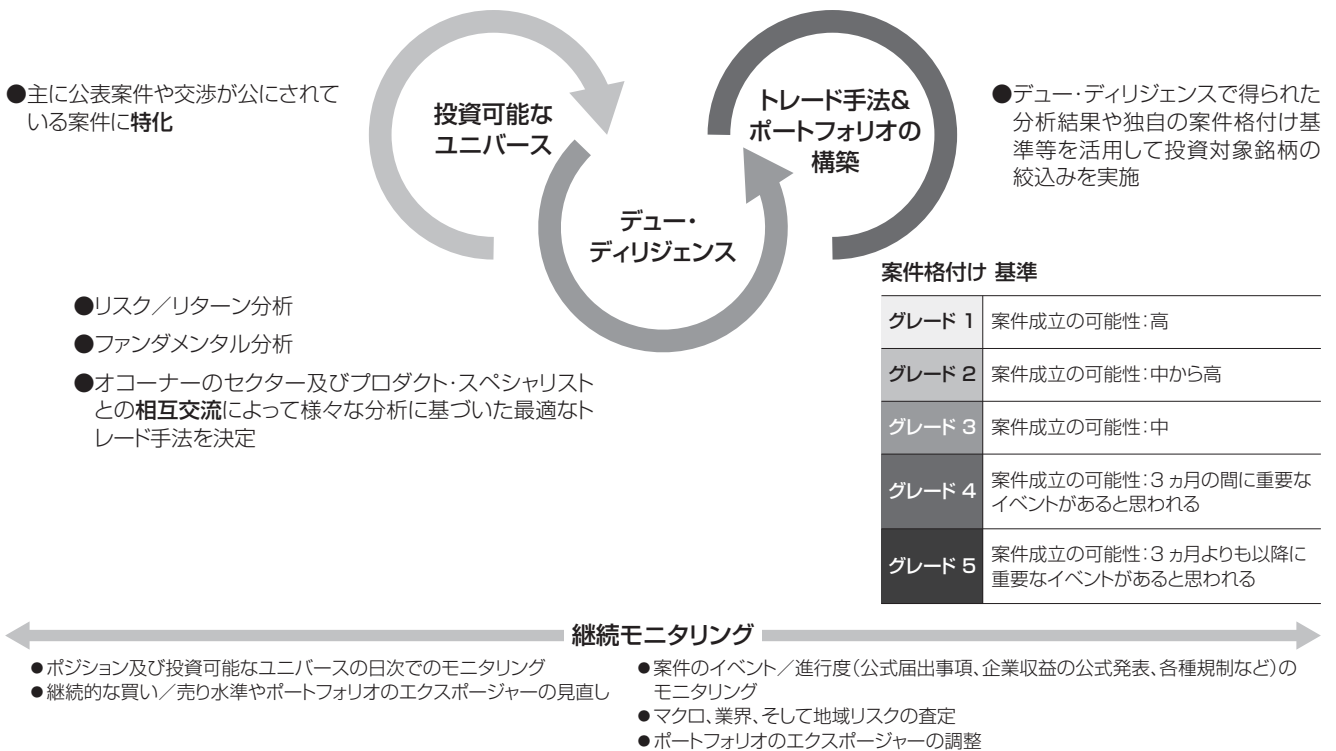 ●主に公表案件や交渉が公にされて
いる案件に特化
投資可能な
ユニバース
デュー・
ディリジェンス
トレード手法&
ポートフォリオの
構築
●デュー・ディリジェンスで得られた
分析結果や独自の案件格付け基
準等を活用して投資対象銘柄の
絞込みを実施
●リスク／リターン分析
●ファンダメンタル分析
●オコーナーのセクター及びプロダクト・スペシャリスト
との相互交流によって様々な分析に基づいた最適なト
レード手法を決定
案件格付け 基準
グレード 1 案件成立の可能性：高
グレード 2 案件成立の可能性：中から高
グレード 3 案件成立の可能性：中
グレード 4 案件成立の可能性：3 ヵ月の間に重要な
イベントがあると思われる
グレード 5 案件成立の可能性：3 ヵ月よりも以降に
重要なイベントがあると思われる
継続モニタリング
●ポジション及び投資可能なユニバースの日次でのモニタリング
●継続的な買い／売り水準やポートフォリオのエクスポージャーの見直し
●案件のイベント／進行度（公式届出事項、企業収益の公式発表、各種規制など）の
モニタリング
●マクロ、業界、そして地域リスクの査定
●ポートフォリオのエクスポージャーの調整